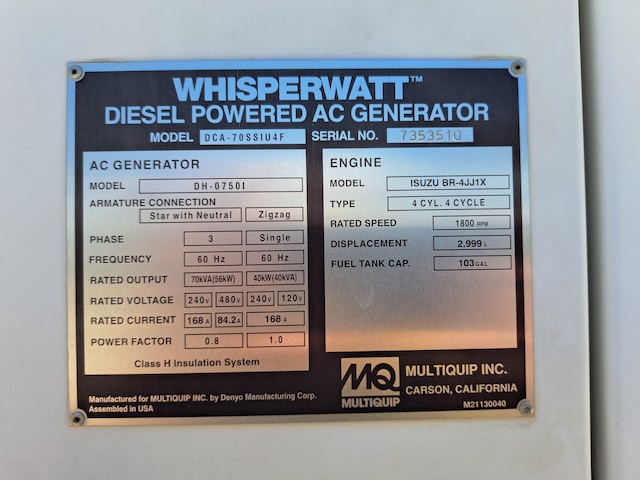 WHISPERWATT™
DIESEL POWERED AC GENERATOR
MODEL DCA-70SSIU4F SERIAL NO. 7353510
AC GENERATOR
MODEL DH-0750I
ARMATURE CONNECTION
Star with Neutral Zigzag
PHASE 3 Single
FREQUENCY 60 Hz 60 Hz
RATED OUTPUT 70kVA(56kW) 40kW(40kVA)
RATED VOLTAGE 240V 480V 240V 120V
RATED CURRENT 168 A 84.2A 168 A
POWER FACTOR 0.8 1.0
Class H Insulation System
ENGINE
MODEL ISUZU BR-4JJ1X
TYPE 4 CYL. 4 CYCLE
RATED SPEED 1800 RPM
DISPLACEMENT 2.999 L
FUEL TANK CAP. 103 GAL
Manufactured for MULTIQUIP INC. by Denyo Manufacturing Corp.
Assembled in USA
MQ
MULTIQUIP
MULTIQUIP INC.
CARSON, CALIFORNIA
M21130040